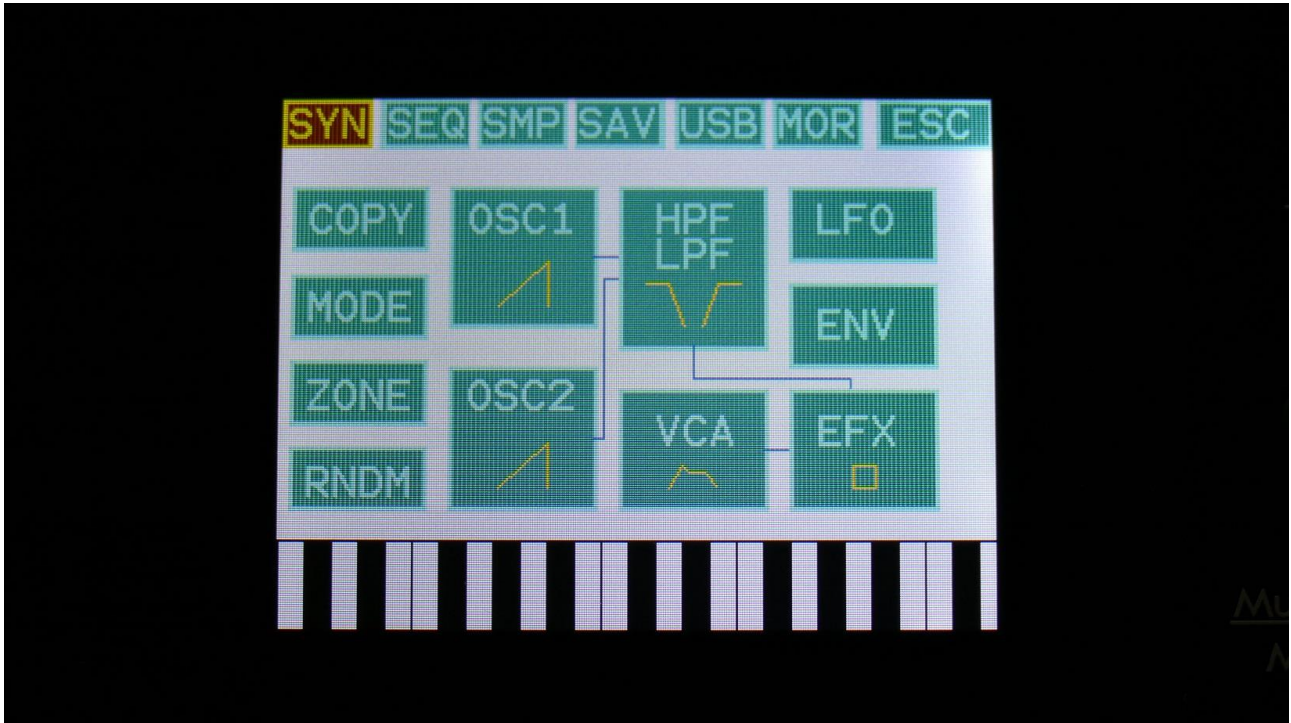 SYN SEQ SMP SAV USB MOR ESC
COPY
MODE
ZONE
RNDM
OSC1
OSC2
HPF
LPF
VCA
LFO
ENV
EFX